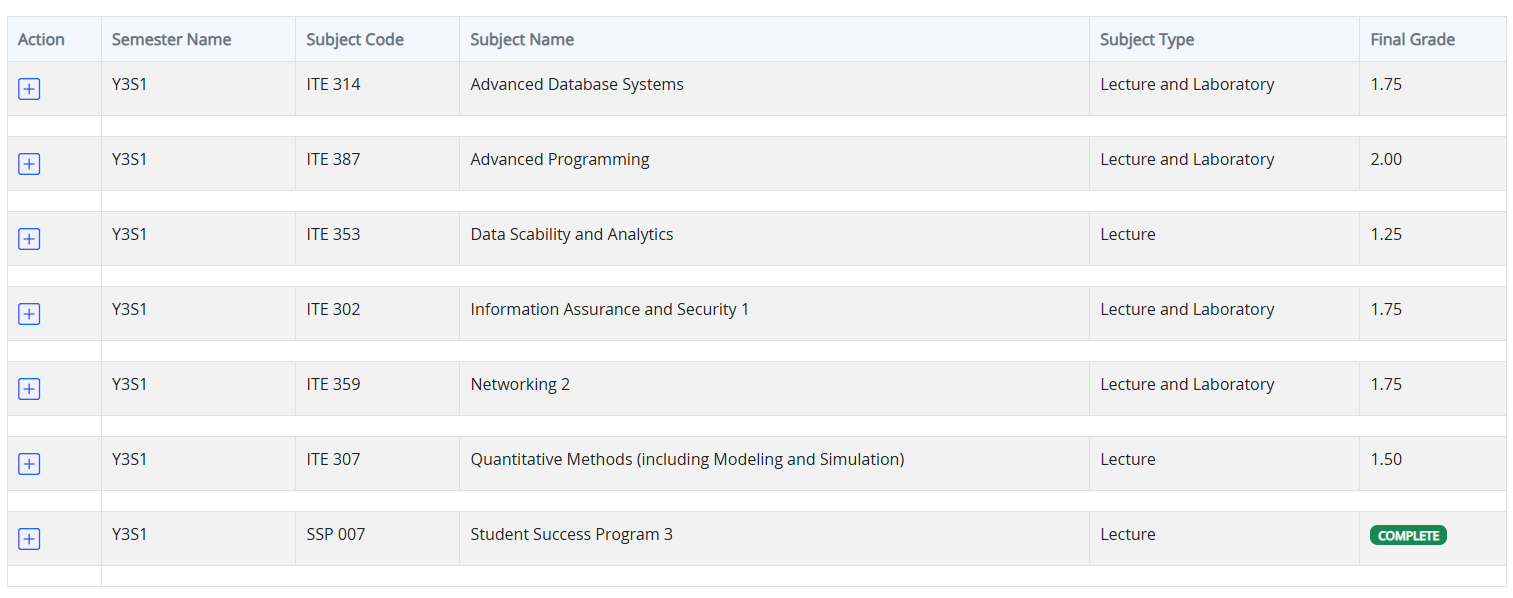 Action Semester Name Subject Code Subject Name Subject Type Final Grade
Y3S1 ITE 314 Advanced Database Systems Lecture and Laboratory 1.75
Y3S1 ITE 387 Advanced Programming Lecture and Laboratory 2.00
Y3S1 ITE 353 Data Scability and Analytics Lecture 1.25
Y3S1 ITE 302 Information Assurance and Security 1 Lecture and Laboratory 1.75
Y3S1 ITE 359 Networking 2 Lecture and Laboratory 1.75
Y3S1 ITE 307 Quantitative Methods (including Modeling and Simulation) Lecture 1.50
Y3S1 SSP 007 Student Success Program 3 Lecture COMPLETE